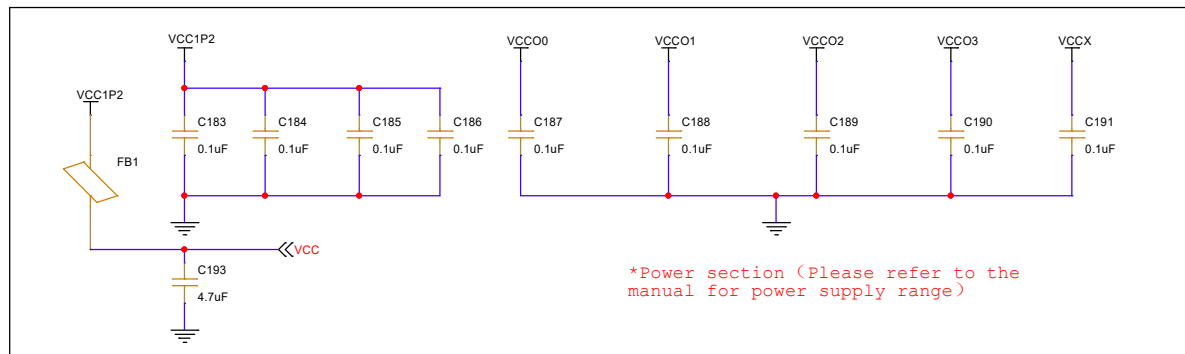 VCC1P2
VCCO0
VCCO1
VCCO2
VCCO3
VCCX
VCC1P2
C183
C184
C185
C186
C187
C188
C189
C190
C191
0.1uF
0.1uF
0.1uF
0.1uF
0.1uF
0.1uF
0.1uF
0.1uF
0.1uF
FB1
VCC
C193
4.7uF
*Power section（Please refer to the
manual for power supply range）